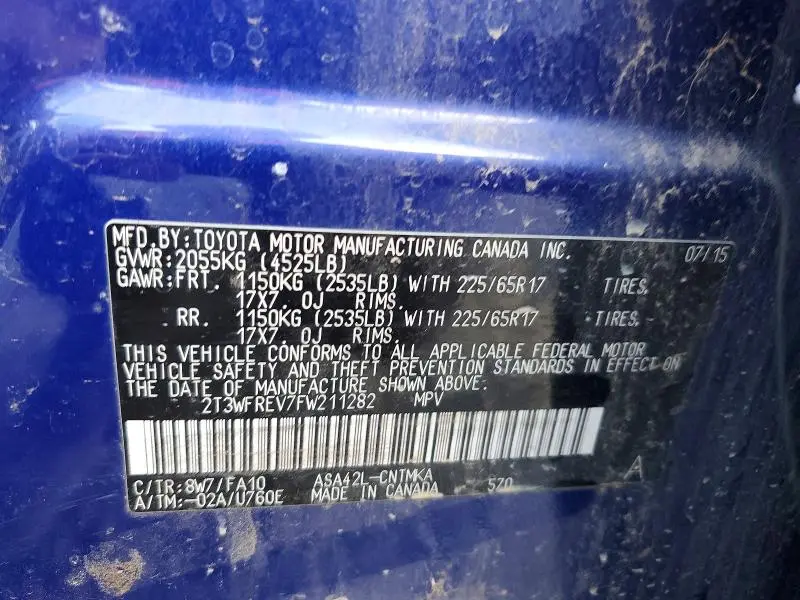 MFD. BY: TOYOTA MOTOR MANUFACTURING CANADA INC. 07/15
GVWR: 2055KG (4525LB)
GAWR: FRT. 1150KG (2535LB) WITH 225/65R17 TIRES,
17X7. 0J RIMS.
RR. 1150KG (2535LB) WITH 225/65R17 TIRES.
17X7. 0J RIMS.
THIS VEHICLE CONFORMS TO ALL APPLICABLE FEDERAL MOTOR
VEHICLE SAFETY AND THEFT PREVENTION STANDARDS IN EFFECT ON
THE DATE OF MANUFACTURE SHOWN ABOVE.
2T3WFREV7FW211282 MPV
C/TR: 8W7/FA10 ASA42L-CNTMKA 570 A
A/TM: -02A/U760E MADE IN CANADA